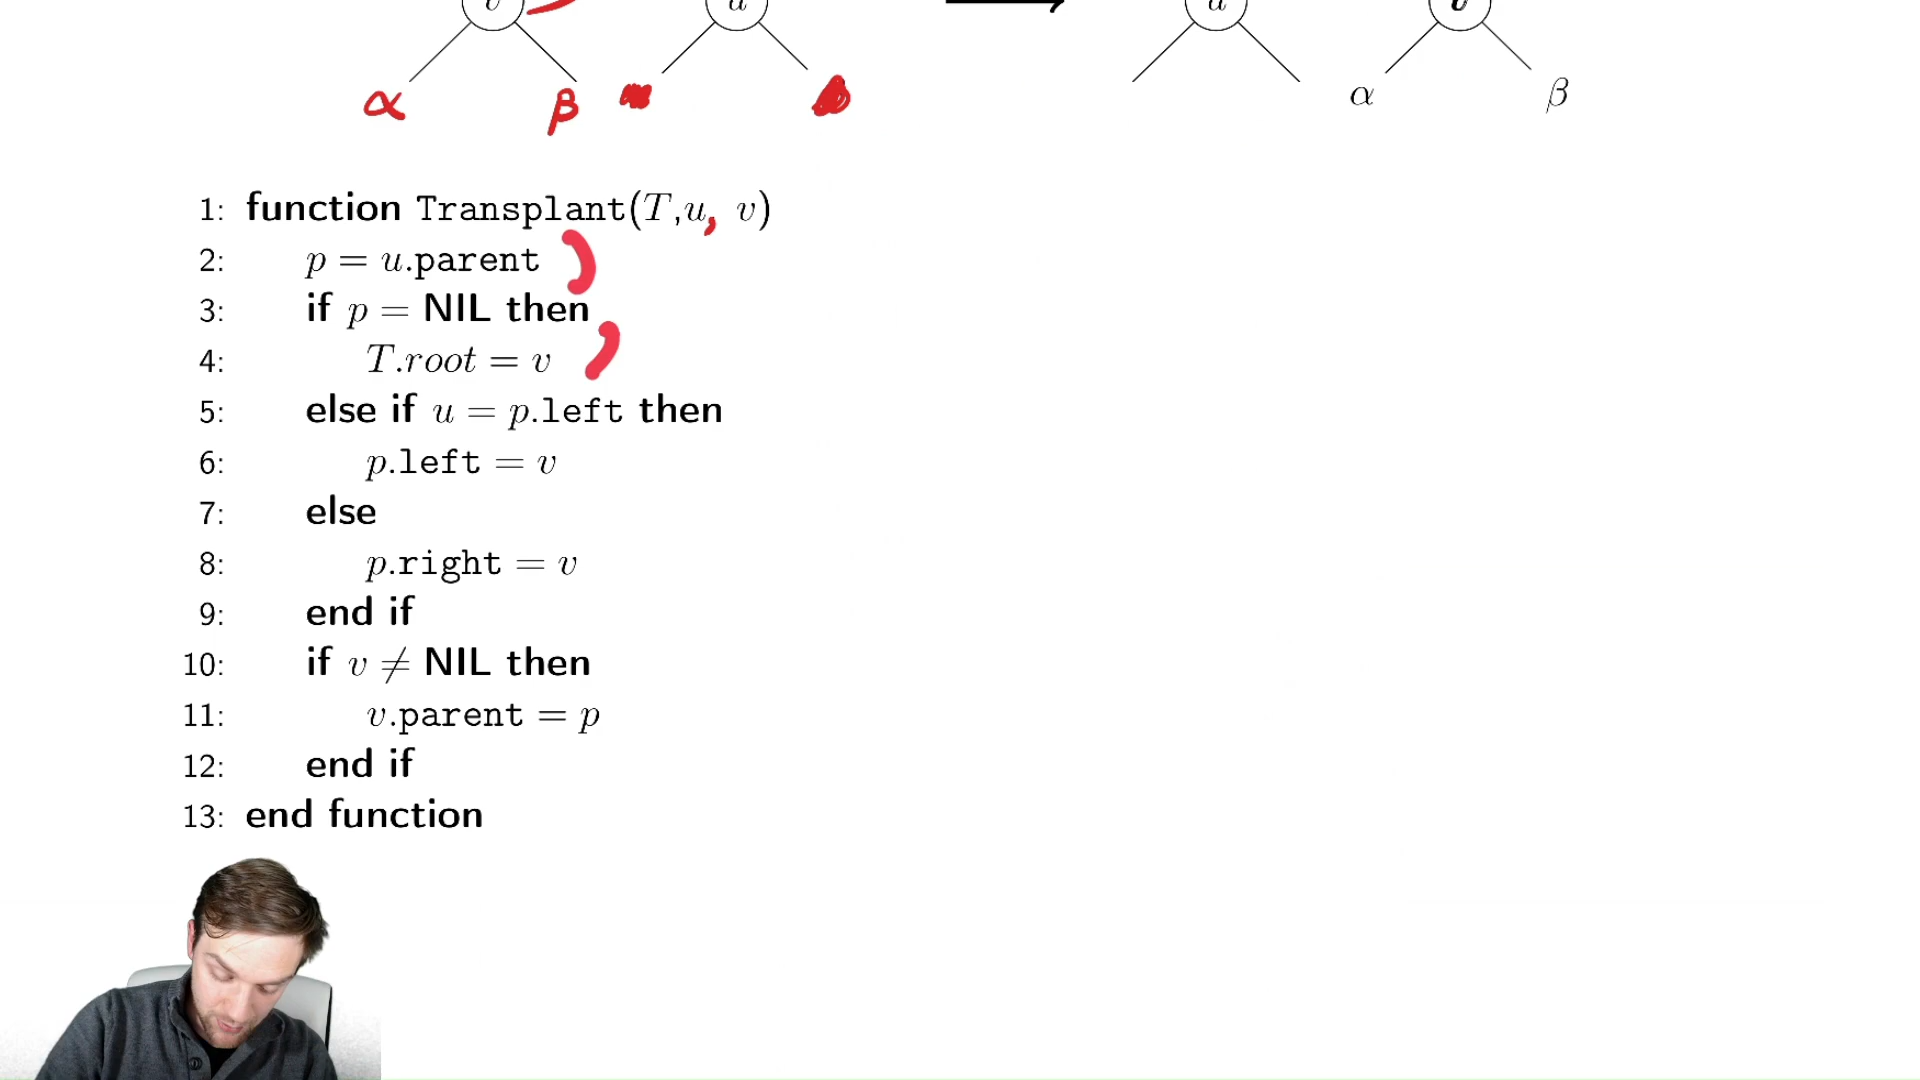 α β α β
1: function Transplant(T,u, v)
2: p = u.parent
3: if p = NIL then
4: T.root = v
5: else if u = p.left then
6: p.left = v
7: else
8: p.right = v
9: end if
10: if v ≠ NIL then
11: v.parent = p
12: end if
13: end function